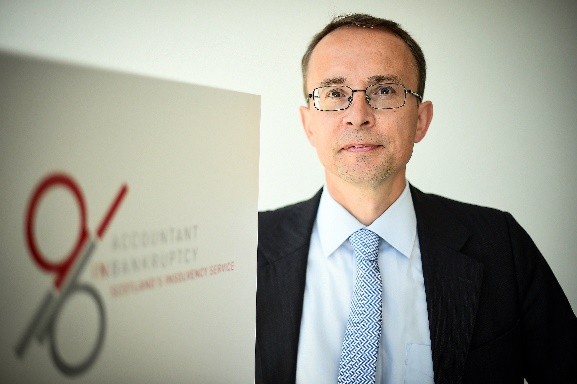 ACCOUNTANT
IN BANKRUPTCY
SCOTLAND'S INSOLVENCY SERVICE